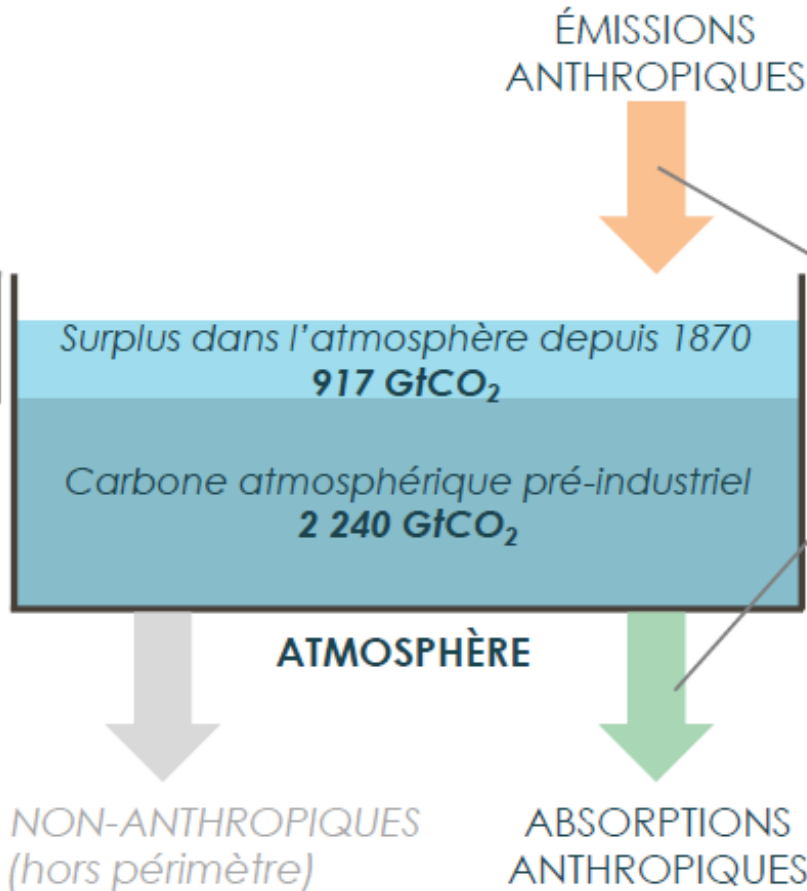 ÉMISSIONS
ANTHROPIQUES
Surplus dans l’atmosphère depuis 1870
917 GtCO₂
Carbone atmosphérique pré-industriel
2 240 GtCO₂
ATMOSPHÈRE
NON-ANTHROPIQUES
(hors périmètre)
ABSORPTIONS
ANTHROPIQUES